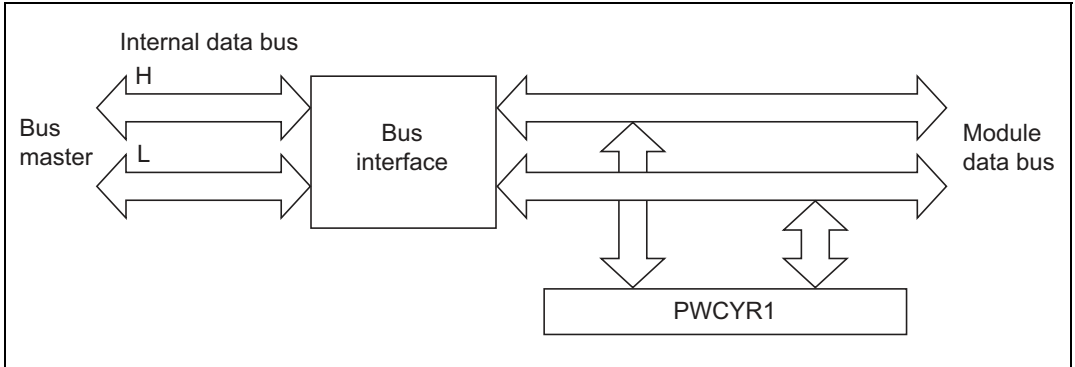 Internal data bus
H
Bus
master
L
Bus
interface
Module
data bus
PWCYR1